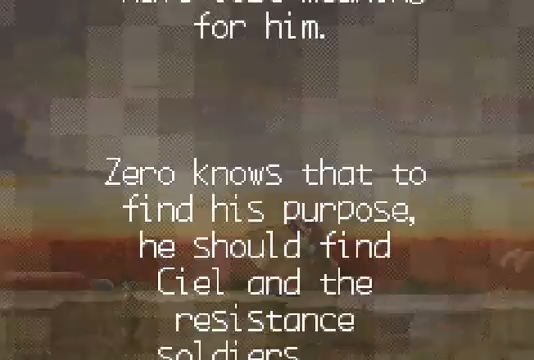 for him.
Zero knows that to
find his purpose,
he should find
Ciel and the
resistance
soldiers